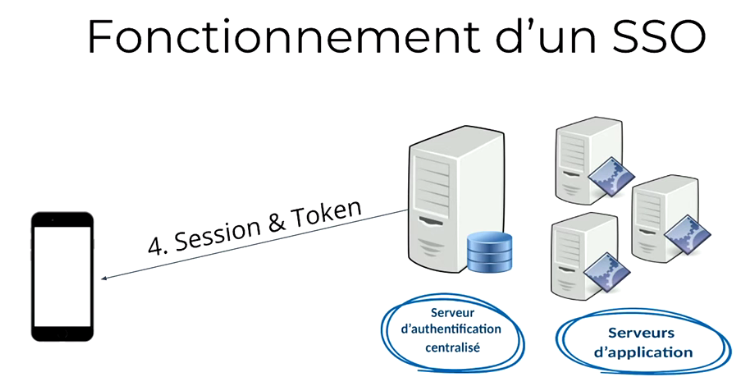 Fonctionnement d’un SSO
4. Session & Token
Serveur
d’authentification
centralisé
Serveurs
d’application